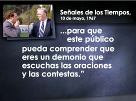 Señales de los Tiempos,
10 de mayo, 1967
...para que
este público
pueda comprender que
eres un demonio que
escuchas las oraciones
y las contestas."